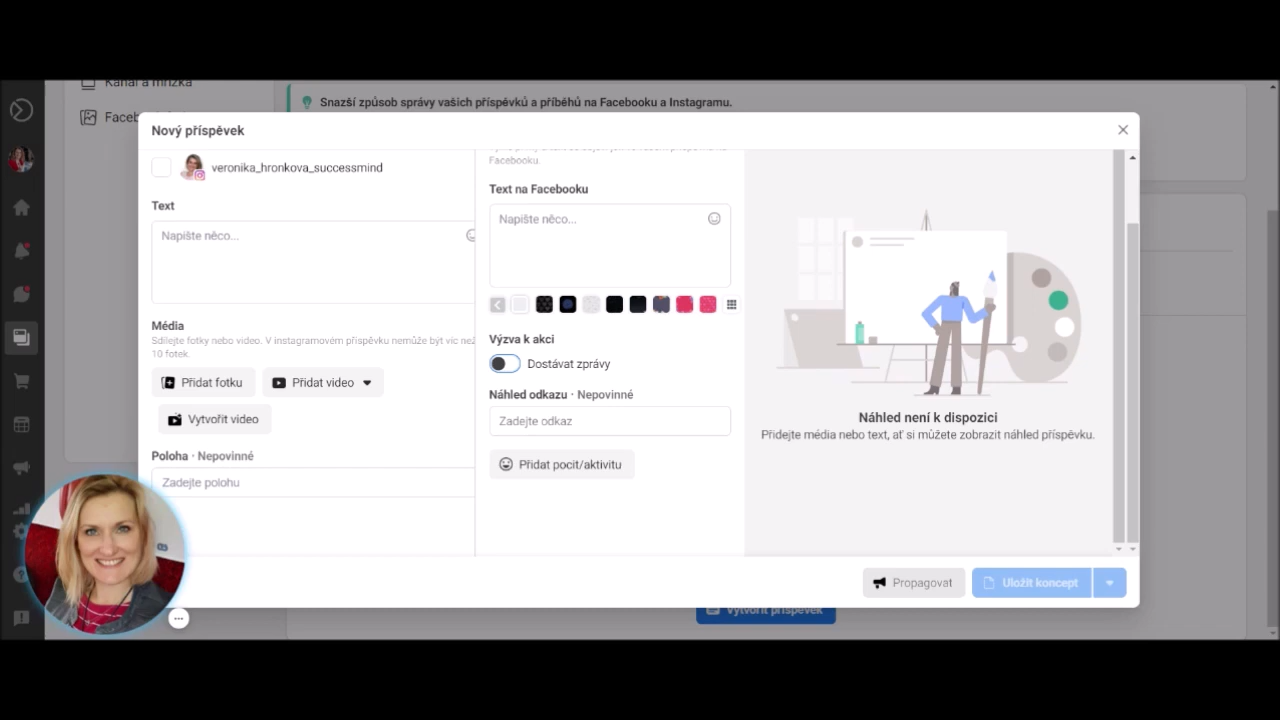 Kanál a mřížka
Snazší způsob správy vašich příspěvků a příběhů na Facebooku a Instagramu.
Faceb
Nový příspěvek
Facebooku.
veronika_hronkova_successmind
Text
Napište něco...
Média
Sdílejte fotky nebo video. V instagramovém příspěvku nemůže být víc než
10 fotek.
Přidat fotku
Přidat video
Vytvořit video
Poloha · Nepovinné
Zadejte polohu
Text na Facebooku
Napište něco...
Výzva k akci
Dostávat zprávy
Náhled odkazu · Nepovinné
Zadejte odkaz
Přidat pocit/aktivitu
Náhled není k dispozici
Přidejte média nebo text, ať si můžete zobrazit náhled příspěvku.
Propagovat
Uložit koncept
Vytvořit příspěvek